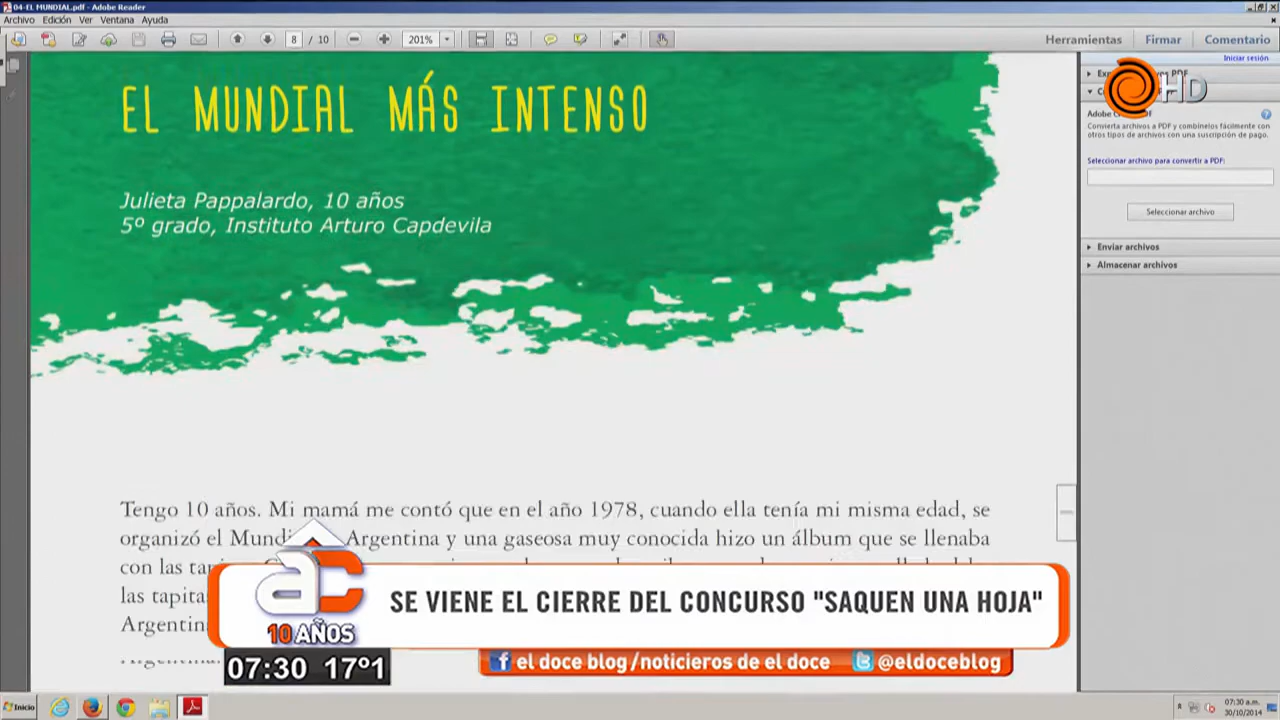 04-EL MUNDIAL.pdf - Adobe Reader
Archivo Edición Ver Ventana Ayuda
8 / 10
201%
Herramientas Firmar Comentario
Iniciar sesión
HD
Adobe
Convierta archivos a PDF y combínelos fácilmente con
otros tipos de archivos con una suscripción de pago.
Seleccionar archivo para convertir a PDF:
Seleccionar archivo
Enviar archivos
Almacenar archivos
EL MUNDIAL MÁS INTENSO
Julieta Pappalardo, 10 años
5º grado, Instituto Arturo Capdevila
Tengo 10 años. Mi mamá me contó que en el año 1978, cuando ella tenía mi misma edad, se
organizó el Argentina y una gaseosa muy conocida hizo un álbum que se llenaba
con las
las
aC
10 AÑOS
SE VIENE EL CIERRE DEL CONCURSO "SAQUEN UNA HOJA"
07:30 17º1
el doce blog/noticieros de el doce @eldoceblog
Inicio
07:30 a.m.
30/10/2014